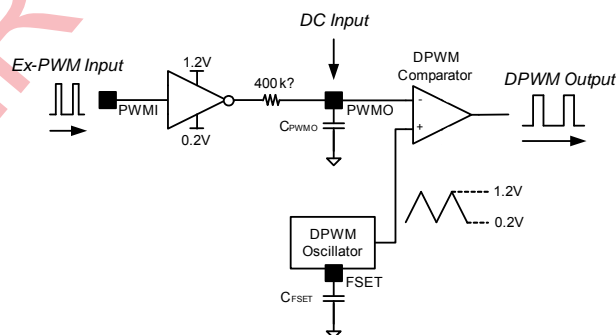 DC Input
Ex-PWM Input
1.2V
400k?
DPWM
Comparator
DPWM Output
PWMI
PWMO
-
+
0.2V
CPWMO
1.2V
0.2V
DPWM
Oscillator
FSET
CFSET